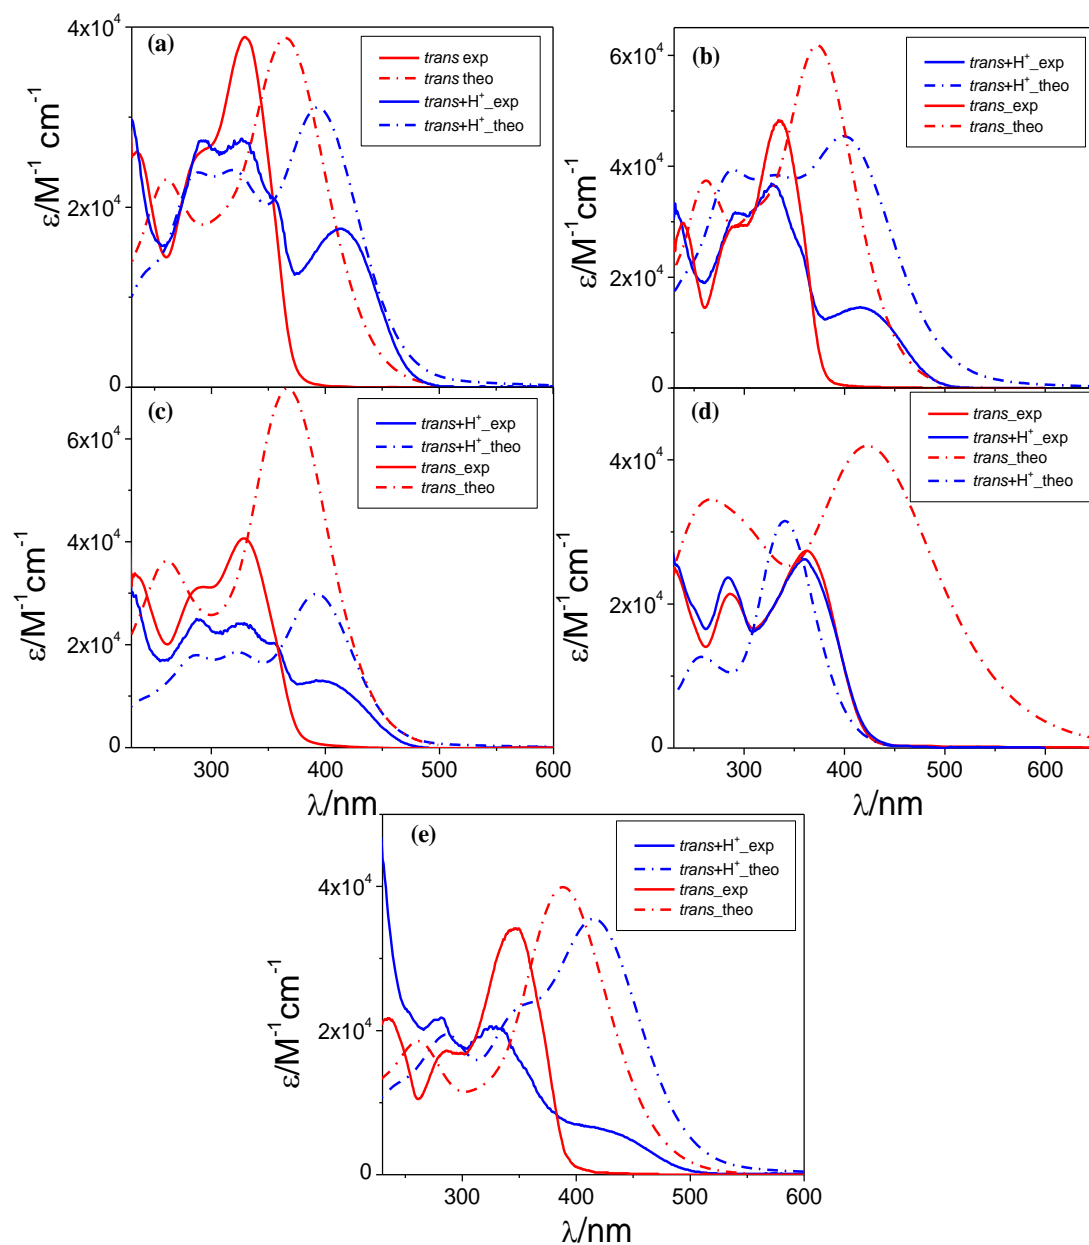 (a)
trans exp
trans theo
trans+H⁺_exp
trans+H⁺_theo
4x10⁴
2x10⁴
0
ε/M⁻¹ cm⁻¹
(b)
trans+H⁺_exp
trans+H⁺_theo
trans_exp
trans_theo
6x10⁴
4x10⁴
2x10⁴
0
ε/M⁻¹cm⁻¹
(c)
trans+H⁺_exp
trans+H⁺_theo
trans_exp
trans_theo
6x10⁴
4x10⁴
2x10⁴
0
ε/M⁻¹cm⁻¹
300 400 500 600
λ/nm
(d)
trans_exp
trans+H⁺_exp
trans_theo
trans+H⁺_theo
4x10⁴
2x10⁴
0
ε/M⁻¹cm⁻¹
300 400 500 600
λ/nm
(e)
trans+H⁺_exp
trans+H⁺_theo
trans_exp
trans_theo
4x10⁴
2x10⁴
0
ε/M⁻¹cm⁻¹
300 400 500 600
λ/nm